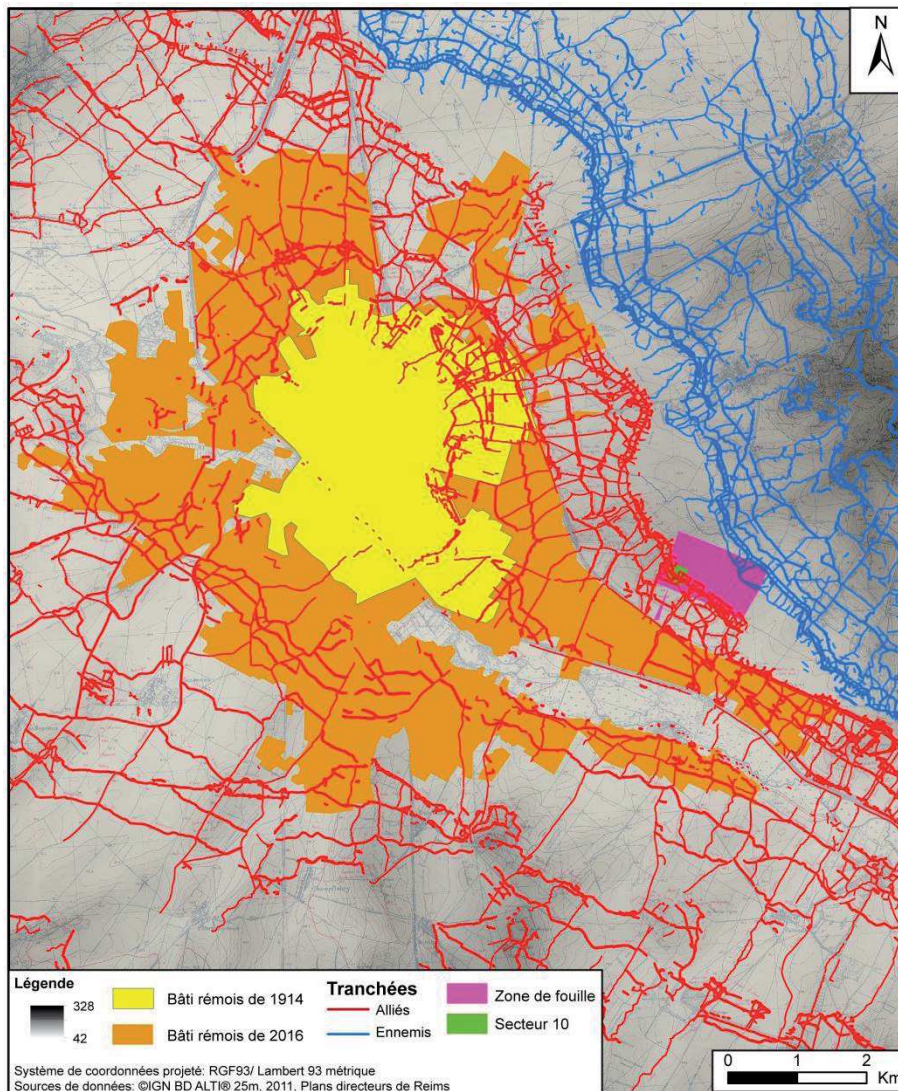 N
Légende
328
42
Bâti rémois de 1914
Bâti rémois de 2016
Tranchées
Alliés
Ennemis
Zone de fouille
Secteur 10
Système de coordonnées projeté: RGF93/ Lambert 93 métrique
Sources de données: ©IGN BD ALTI® 25m, 2011, Plans directeurs de Reims
0 1 2
Km